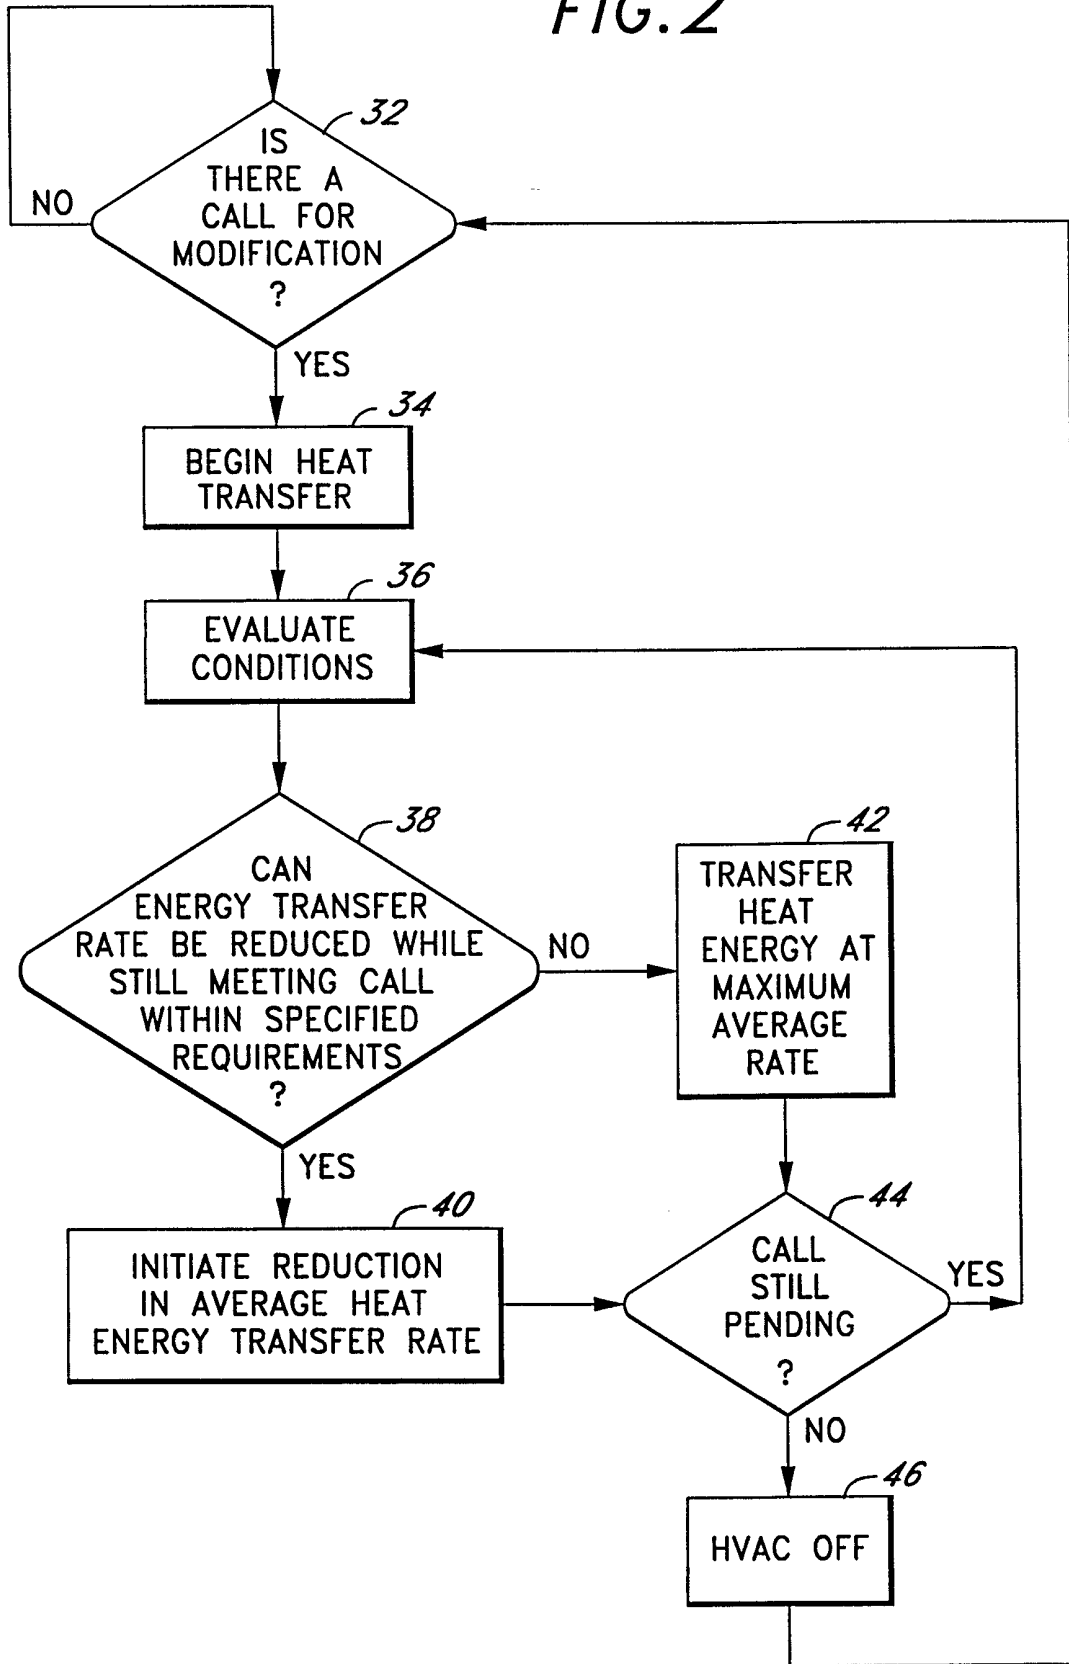 FIG. 2
32
IS
THERE A
CALL FOR
MODIFICATION
?
NO
YES
34
BEGIN HEAT
TRANSFER
36
EVALUATE
CONDITIONS
38
CAN
ENERGY TRANSFER
RATE BE REDUCED WHILE
STILL MEETING CALL
WITHIN SPECIFIED
REQUIREMENTS
?
NO
YES
42
TRANSFER
HEAT
ENERGY AT
MAXIMUM
AVERAGE
RATE
40
INITIATE REDUCTION
IN AVERAGE HEAT
ENERGY TRANSFER RATE
44
CALL
STILL
PENDING
?
YES
NO
46
HVAC OFF